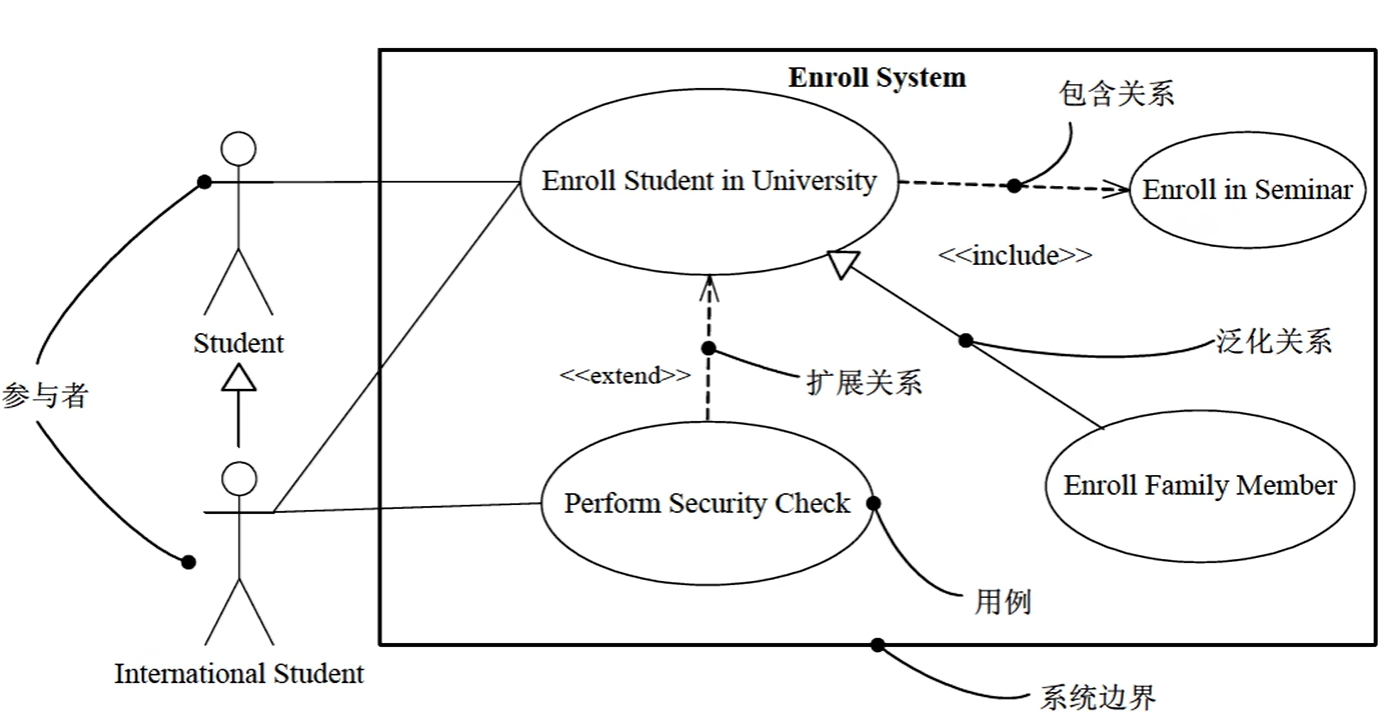 Enroll System
包含关系
Enroll Student in University
Enroll in Seminar
<<include>>
Student
泛化关系
<<extend>>
扩展关系
参与者
Enroll Family Member
Perform Security Check
用例
International Student
系统边界